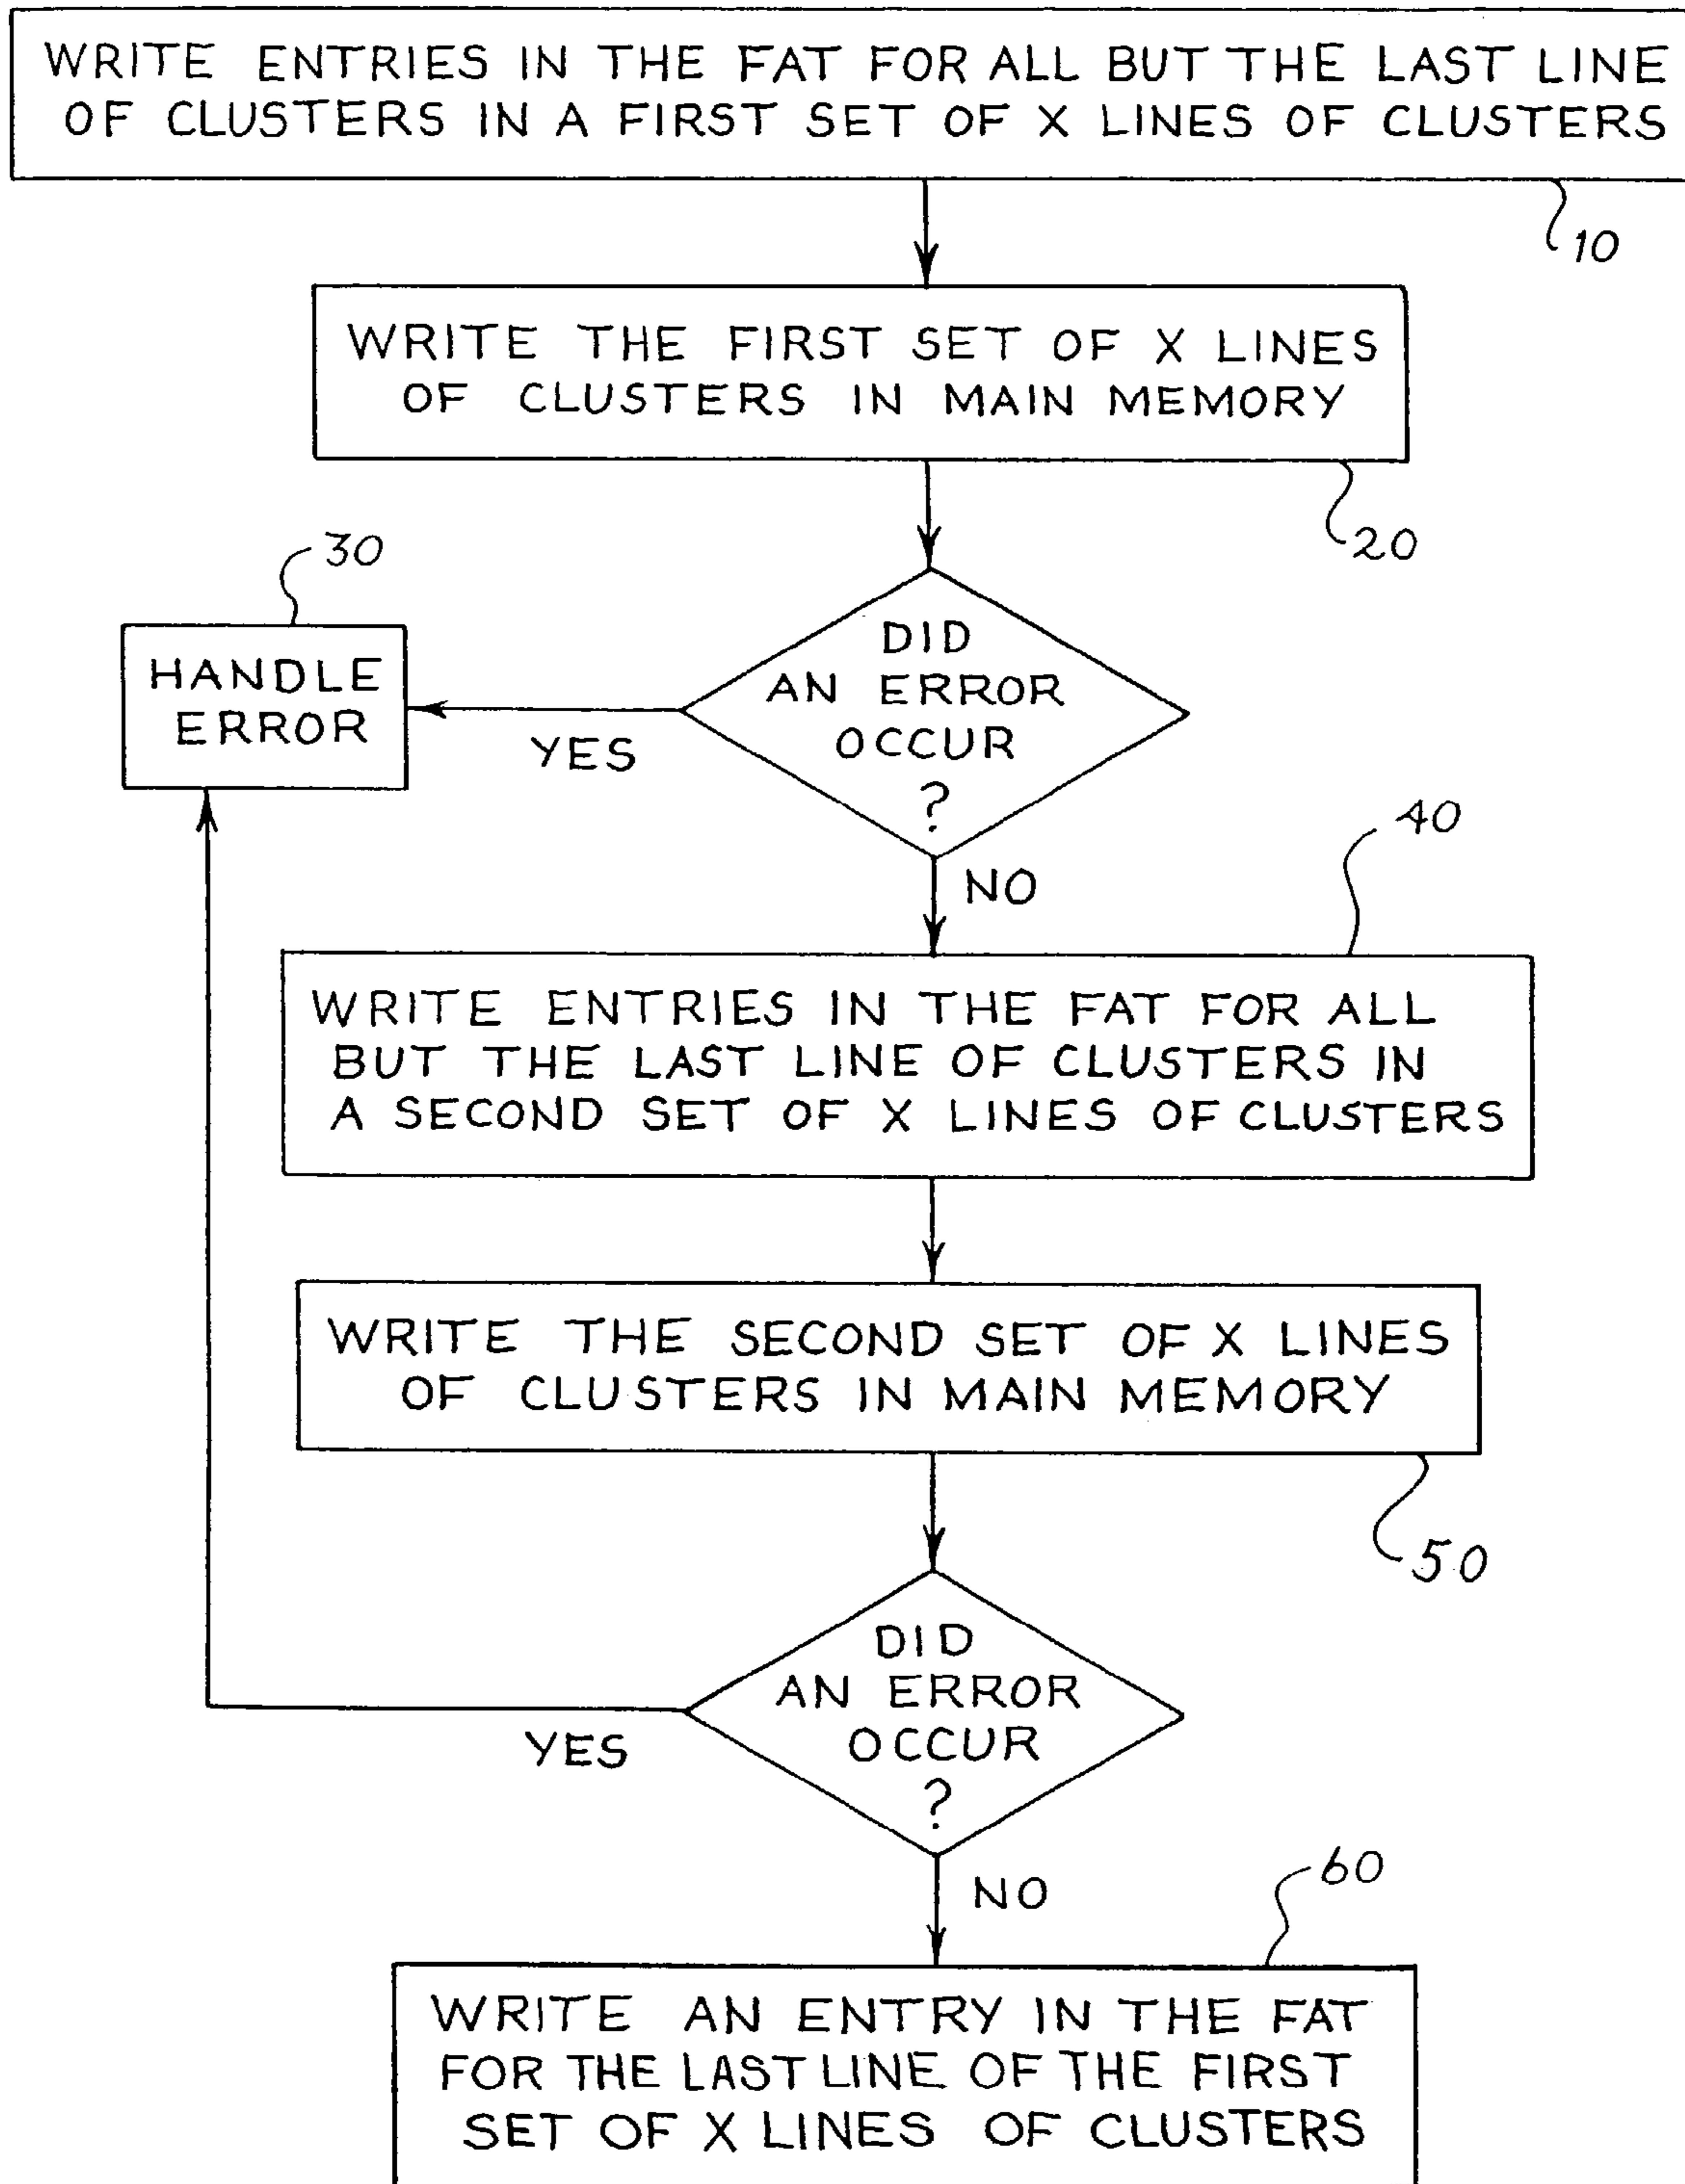 WRITE ENTRIES IN THE FAT FOR ALL BUT THE LAST LINE
OF CLUSTERS IN A FIRST SET OF X LINES OF CLUSTERS
10
WRITE THE FIRST SET OF X LINES
OF CLUSTERS IN MAIN MEMORY
20
30
HANDLE
ERROR
DID
AN ERROR
OCCUR
?
YES
NO
40
WRITE ENTRIES IN THE FAT FOR ALL
BUT THE LAST LINE OF CLUSTERS IN
A SECOND SET OF X LINES OF CLUSTERS
WRITE THE SECOND SET OF X LINES
OF CLUSTERS IN MAIN MEMORY
50
DID
AN ERROR
OCCUR
?
YES
NO
60
WRITE AN ENTRY IN THE FAT
FOR THE LAST LINE OF THE FIRST
SET OF X LINES OF CLUSTERS